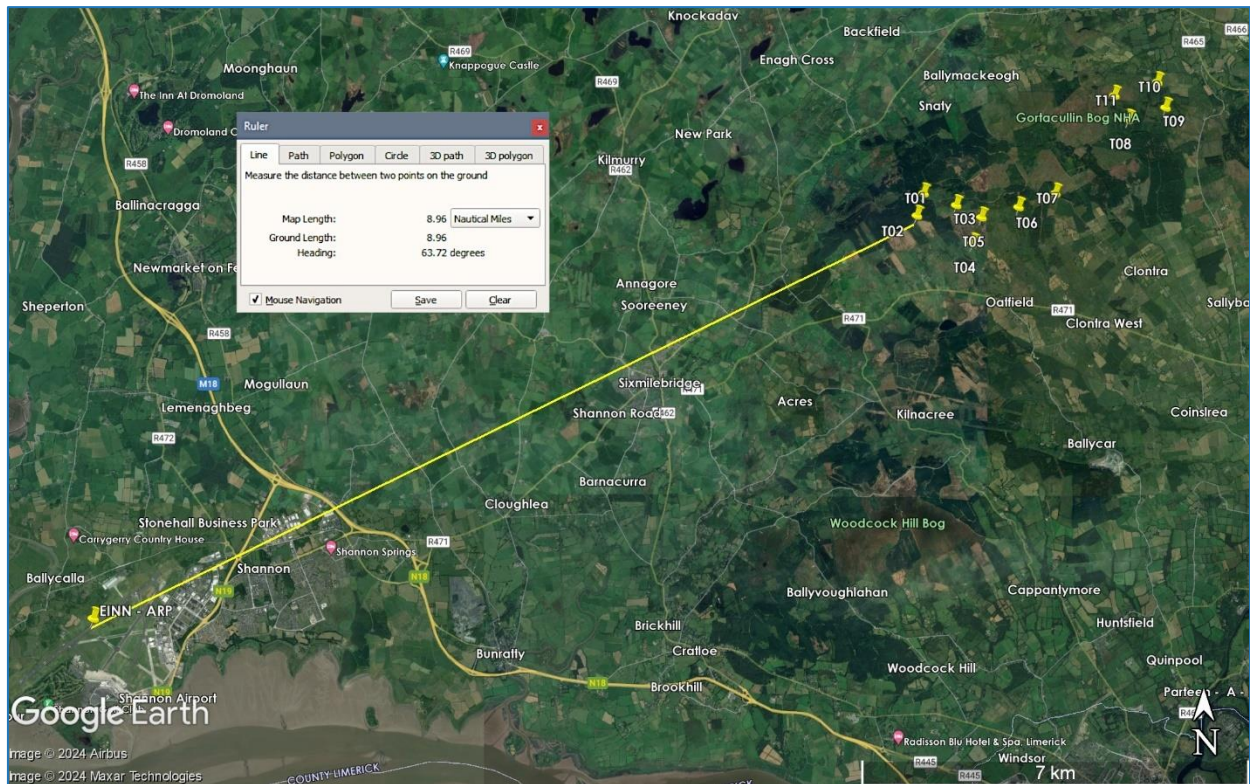 Knockadav
Backfield
R466
R465
R469
Knappogue Castle
Moonghaun
Enagh Cross
Ballymackeogh
The Inn At Dromoland
R469
T10
T11
Snaty
Gortacullin Bog NHA
T09
Dromoland C
New Park
T08
Ruler
x
Line
Path
Polygon
Circle
3D path
3D polygon
Measure the distance between two points on the ground
Map Length:
8.96
Nautical Miles
Ground Length:
8.96
Heading:
63.72 degrees
Mouse Navigation
Save
Clear
R458
Kilmurry
R462
Ballinacragga
T01
T07
T03
T06
T02
T05
T04
Newmarket on Fe
Annagore
Clontra
Sheperton
Sooreeney
Oatfield
Sallyba
R471
R471
Clontra West
R458
M18
Mogullaun
Sixmilebridge
R471
Lemenaghbeg
Shannon Road
R462
Acres
Kilnacree
Coinslea
R472
Ballycar
Barnacurra
Cloughlea
Stonehall Business Park
Woodcock Hill Bog
Carrygerry Country House
R471
Shannon Springs
Ballycalla
Shannon
N18
N19
Ballyvoughlahan
Cappantymore
EINN - ARP
Huntsfield
Brickhill
Bunratty
Cratloe
Quinpool
Woodcock Hill
N18
Brookhill
N19
Shannon Airport
Parteen - A -
Google Earth
N
Radisson Blu Hotel & Spa, Limerick
Windsor
Image © 2024 Airbus
R445
R445
7 km
Image © 2024 Maxar Technologies
COUNTY LIMERICK